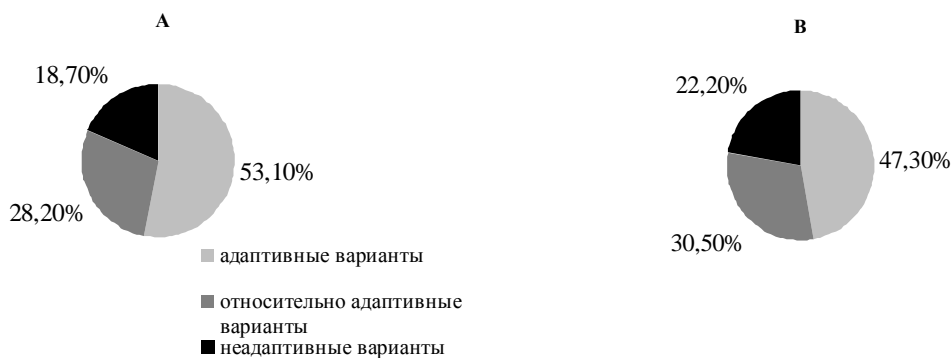 A
B
18,70%
53,10%
28,20%
22,20%
47,30%
30,50%
адаптивные варианты
относительно адаптивные
варианты
неадаптивные варианты